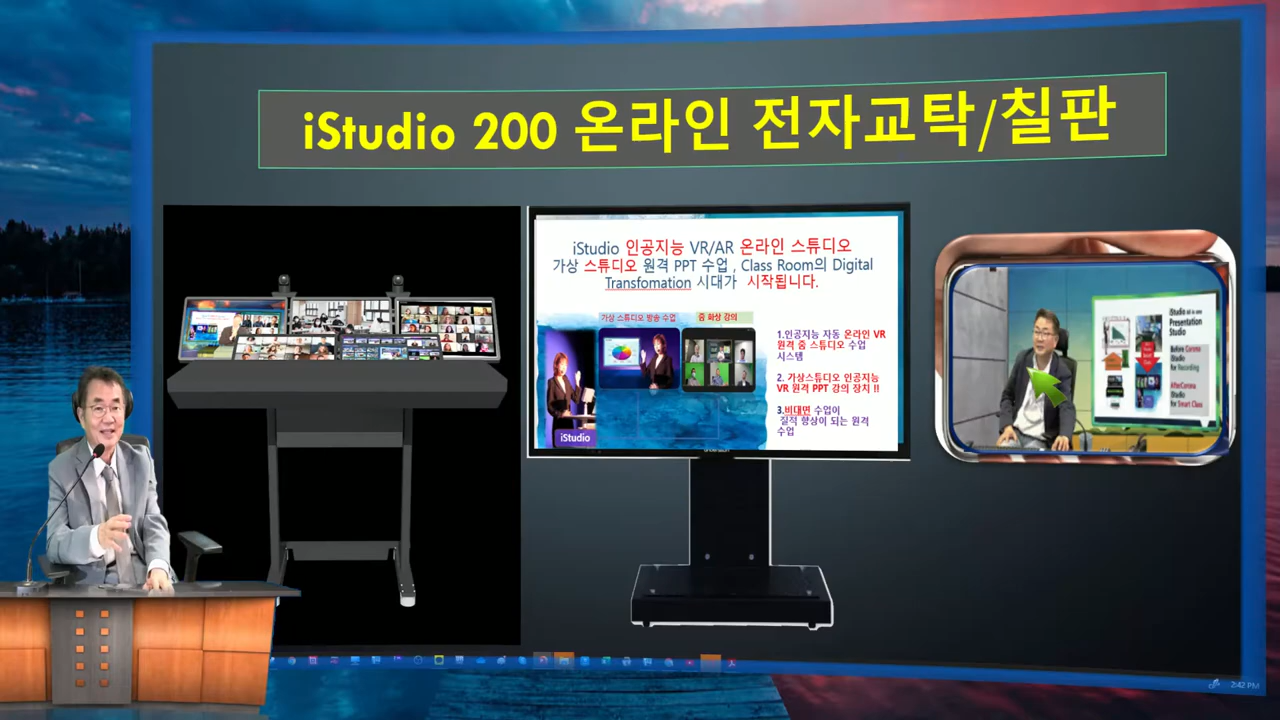 iStudio 200 온라인 전자교탁/칠판
iStudio 인공지능 VR/AR 온라인 스튜디오
가상 스튜디오 원격 PPT 수업 , Class Room의 Digital
Transfomation 시대가 시작됩니다.
가상 스튜디오 방송 수업
줌 화상 강의
1.인공지능 자동 온라인 VR
원격 줌 스튜디오 수업
시스템
2. 가상스튜디오 인공지능
VR 원격 PPT 강의 장치 !!
3.비대면 수업이
질적 향상이 되는 원격
수업
iStudio
iStudio
Presentation
Studio
Before Corona
iStudio
for Recording
AfterCorona
iStudio
for Smart Class
2:42 PM